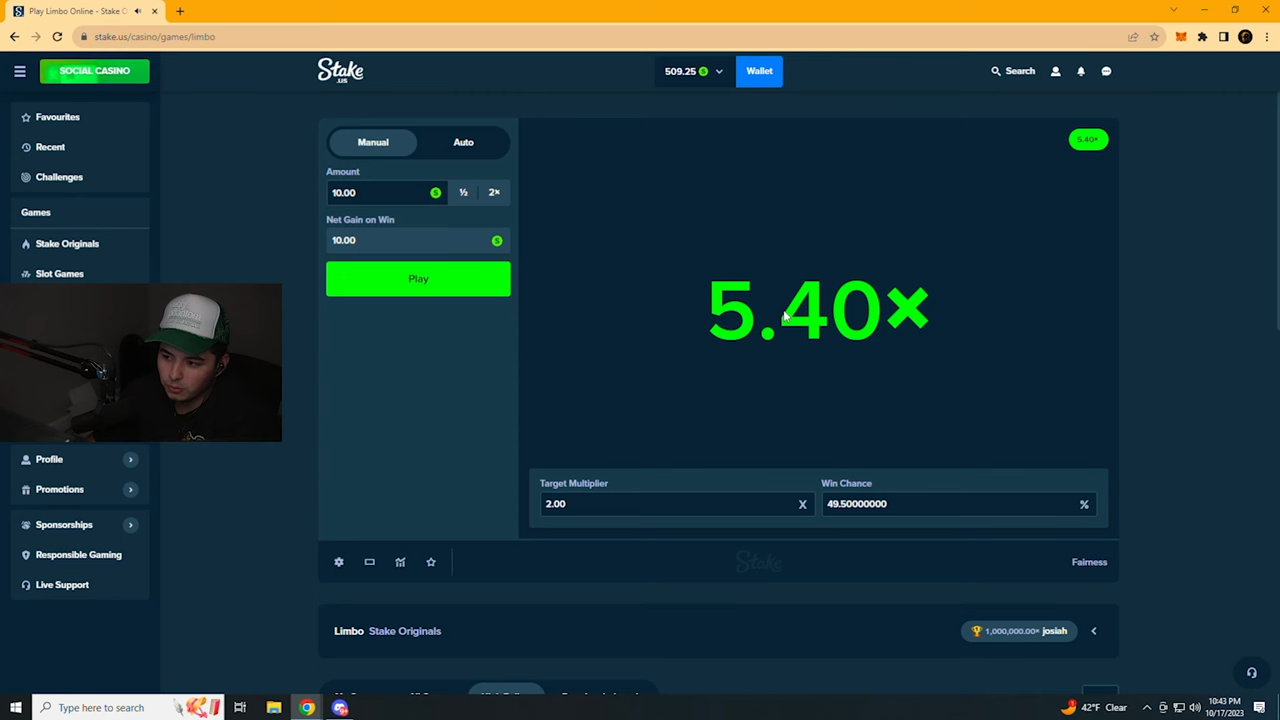 Play Limbo Online - Stake C
stake.us/casino/games/limbo
SOCIAL CASINO
Stake
.US
509.25
Wallet
Search
Favourites
Recent
Challenges
Games
Stake Originals
Slot Games
Profile
Promotions
Sponsorships
Responsible Gaming
Live Support
Manual
Auto
Amount
10.00
½
2×
Net Gain on Win
10.00
Play
5.40×
5.40×
Target Multiplier
2.00
X
Win Chance
49.50000000
%
Stake
Fairness
Limbo Stake Originals
1,000,000.00× josiah
Type here to search
42°F Clear
10:43 PM
10/17/2023